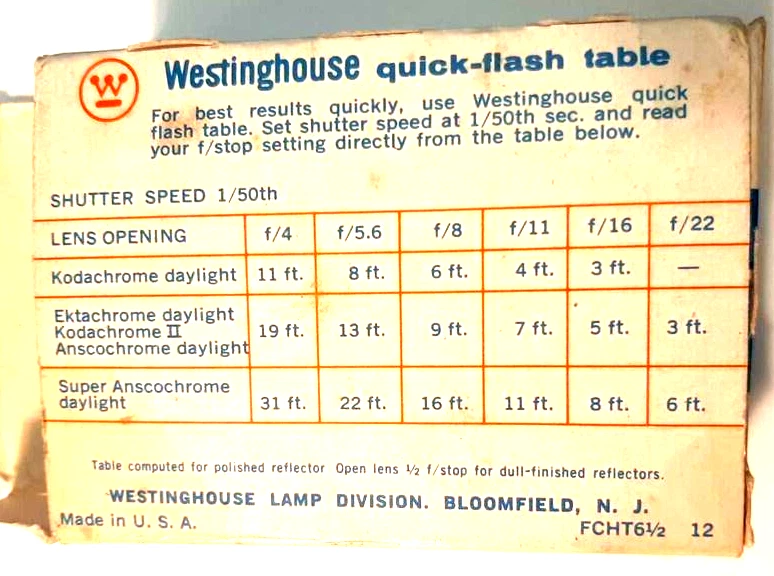 W
Westinghouse quick-flash table
For best results quickly, use Westinghouse quick
flash table. Set shutter speed at 1/50th sec. and read
your f/stop setting directly from the table below.
SHUTTER SPEED 1/50th
LENS OPENING f/4 f/5.6 f/8 f/11 f/16 f/22
Kodachrome daylight 11 ft. 8 ft. 6 ft. 4 ft. 3 ft. —
Ektachrome daylight
Kodachrome II
Anscochrome daylight 19 ft. 13 ft. 9 ft. 7 ft. 5 ft. 3 ft.
Super Anscochrome
daylight 31 ft. 22 ft. 16 ft. 11 ft. 8 ft. 6 ft.
Table computed for polished reflector Open lens ½ f/stop for dull-finished reflectors.
WESTINGHOUSE LAMP DIVISION. BLOOMFIELD, N. J.
Made in U. S. A. FCHT6½ 12